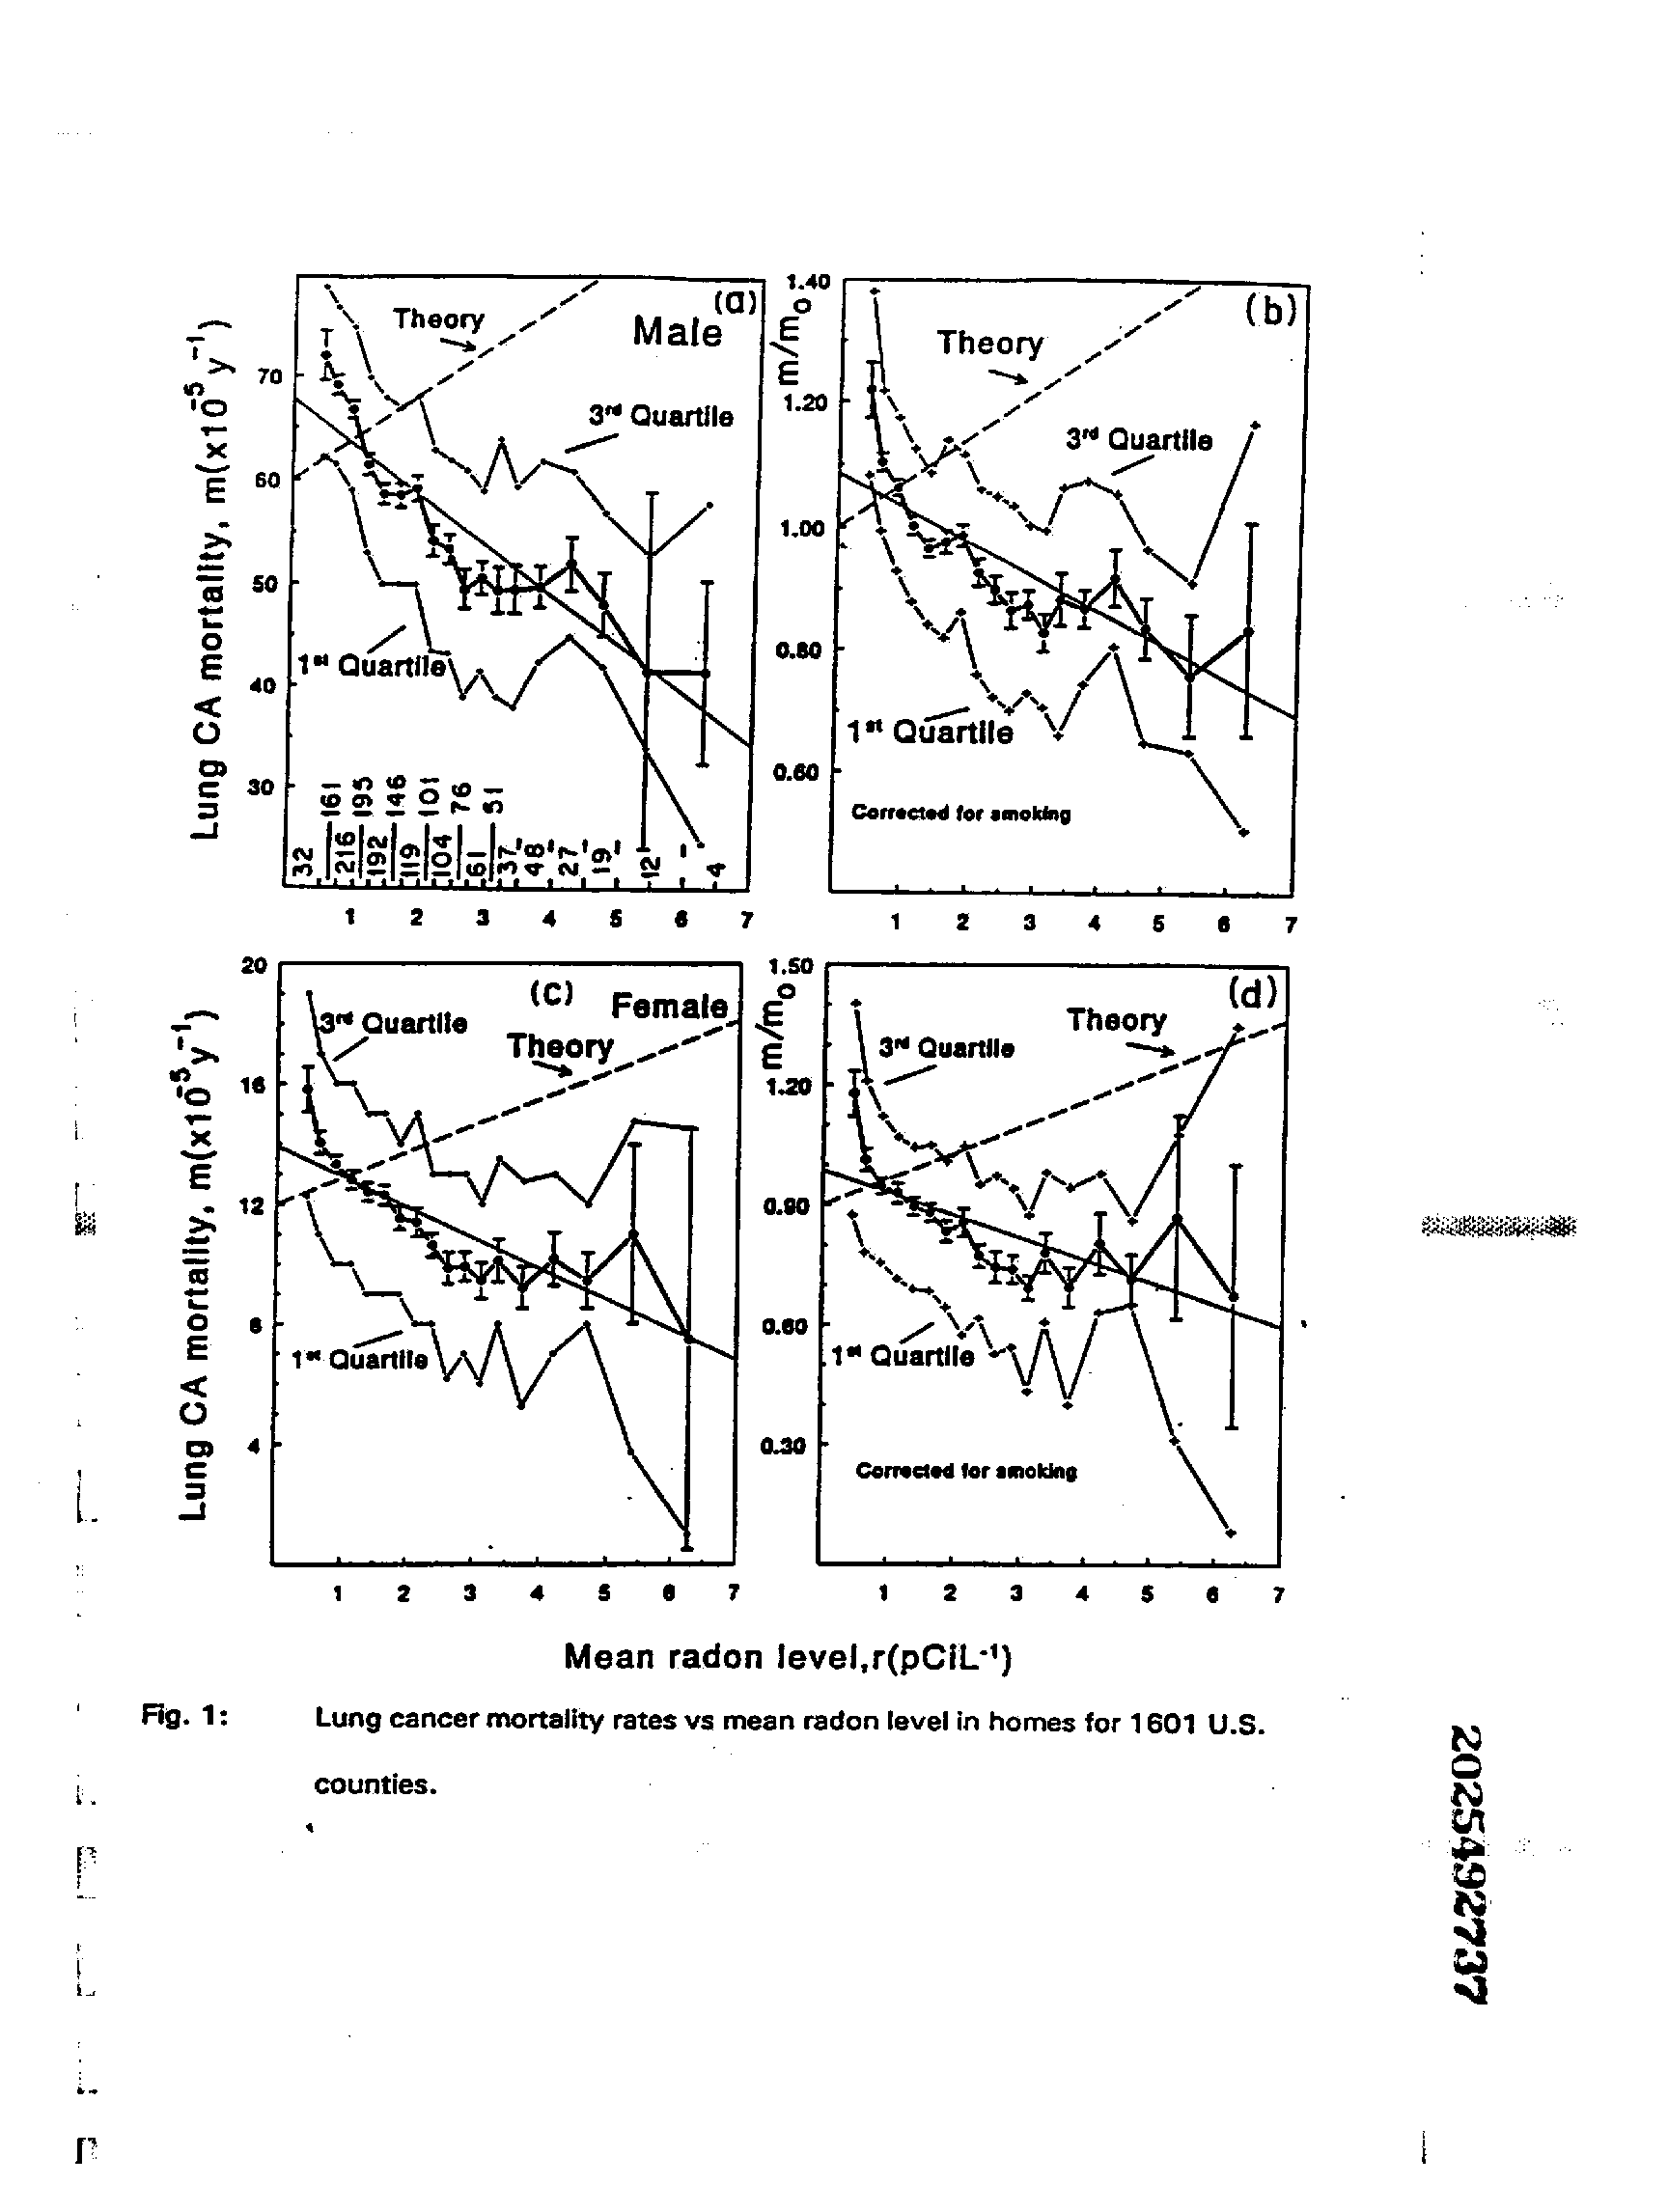 (a)
Male
Theory
3rd Quartile
1st Quartile
Lung CA mortality, m(x10-5 y-1)
70
60
50
40
30
32 161 216 195 192 146 119 101 104 76 61 51 37 48 27 19 12 4
1 2 3 4 5 6 7
(b)
m/mo
1.40
1.20
1.00
0.80
0.60
Theory
3rd Quartile
1st Quartile
Corrected for smoking
1 2 3 4 5 6 7
(c) Female
3rd Quartile
Theory
1st Quartile
Lung CA mortality, m(x10-5 y-1)
20
16
12
8
4
1 2 3 4 5 6 7
(d)
m/mo
1.50
1.20
0.90
0.60
0.30
Theory
3rd Quartile
1st Quartile
Corrected for smoking
1 2 3 4 5 6 7
Mean radon level,r(pCiL-1)
Fig. 1: Lung cancer mortality rates vs mean radon level in homes for 1601 U.S.
counties.
2025492737